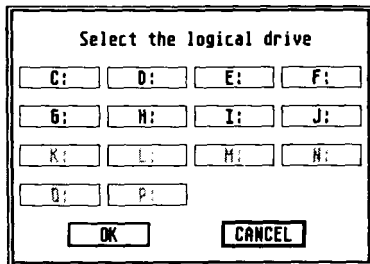 Select the logical drive
C: D: E: F:
G: H: I: J:
K: L: M: N:
O: P:
OK CANCEL